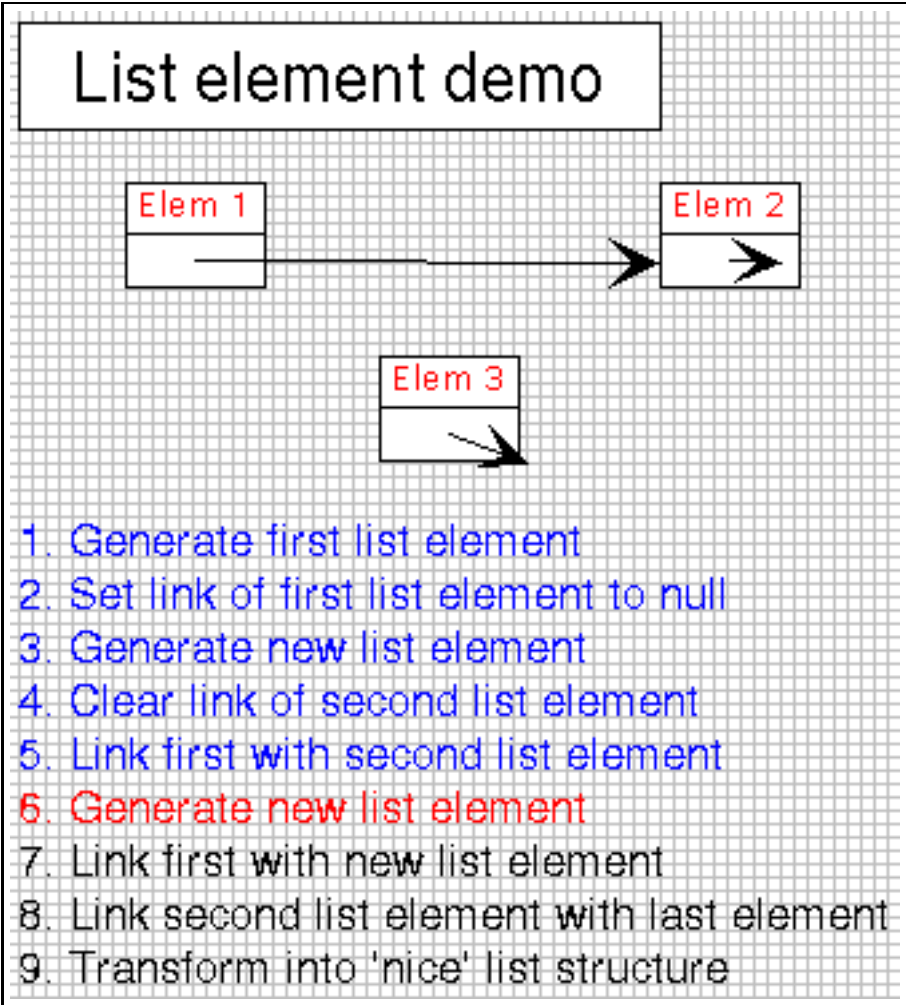 List element demo
Elem 1
Elem 2
Elem 3
1. Generate first list element
2. Set link of first list element to null
3. Generate new list element
4. Clear link of second list element
5. Link first with second list element
6. Generate new list element
7. Link first with new list element
8. Link second list element with last element
9. Transform into 'nice' list structure